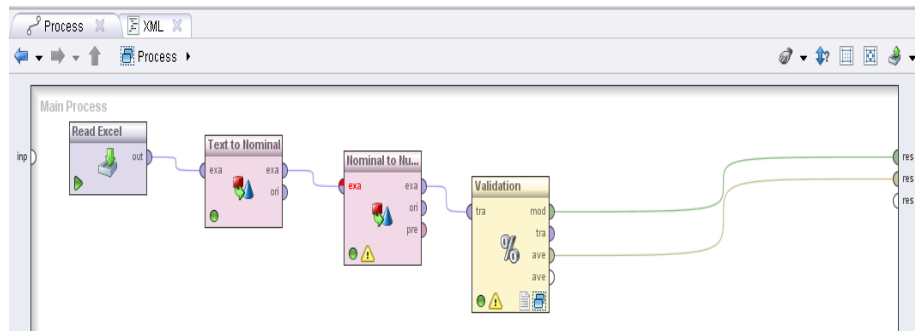 Process
XML
Process
Main Process
inp
Read Excel
out
Text to Nominal
exa
exa
ori
Nominal to Nu...
exa
exa
ori
pre
Validation
tra
mod
tra
ave
ave
%
res
res
res